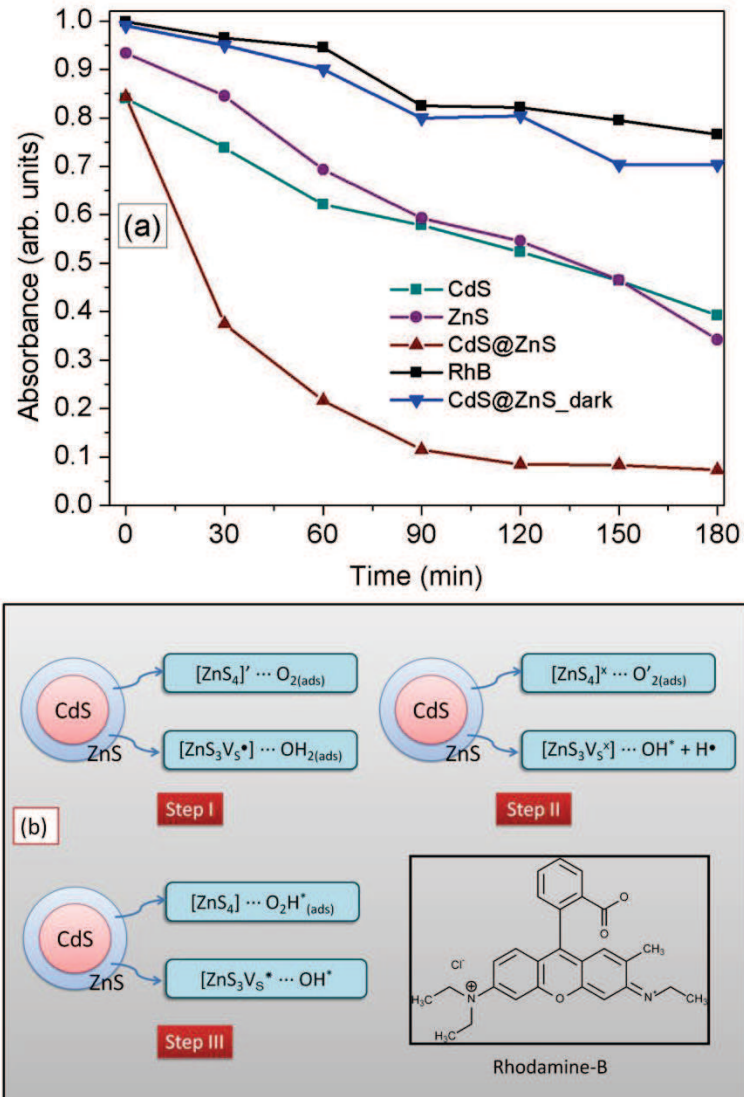 Absorbance (arb. units)
1.0
0.9
0.8
0.7
0.6
0.5
0.4
0.3
0.2
0.1
0.0
(a)
CdS
ZnS
CdS@ZnS
RhB
CdS@ZnS_dark
0 30 60 90 120 150 180
Time (min)
CdS
ZnS
[ZnS₄]′ ··· O₂(ads)
[ZnS₃V_S•] ··· OH₂(ads)
Step I
CdS
ZnS
[ZnS₄]ˣ ··· O′₂(ads)
[ZnS₃V_Sˣ] ··· OH* + H•
Step II
(b)
CdS
ZnS
[ZnS₄] ··· O₂H*(ads)
[ZnS₃V_S• ··· OH*
Step III
O
O
Cl⁻
CH₃
H₃C
N⁺
O
N⁺
CH₃
H₃C
Rhodamine-B